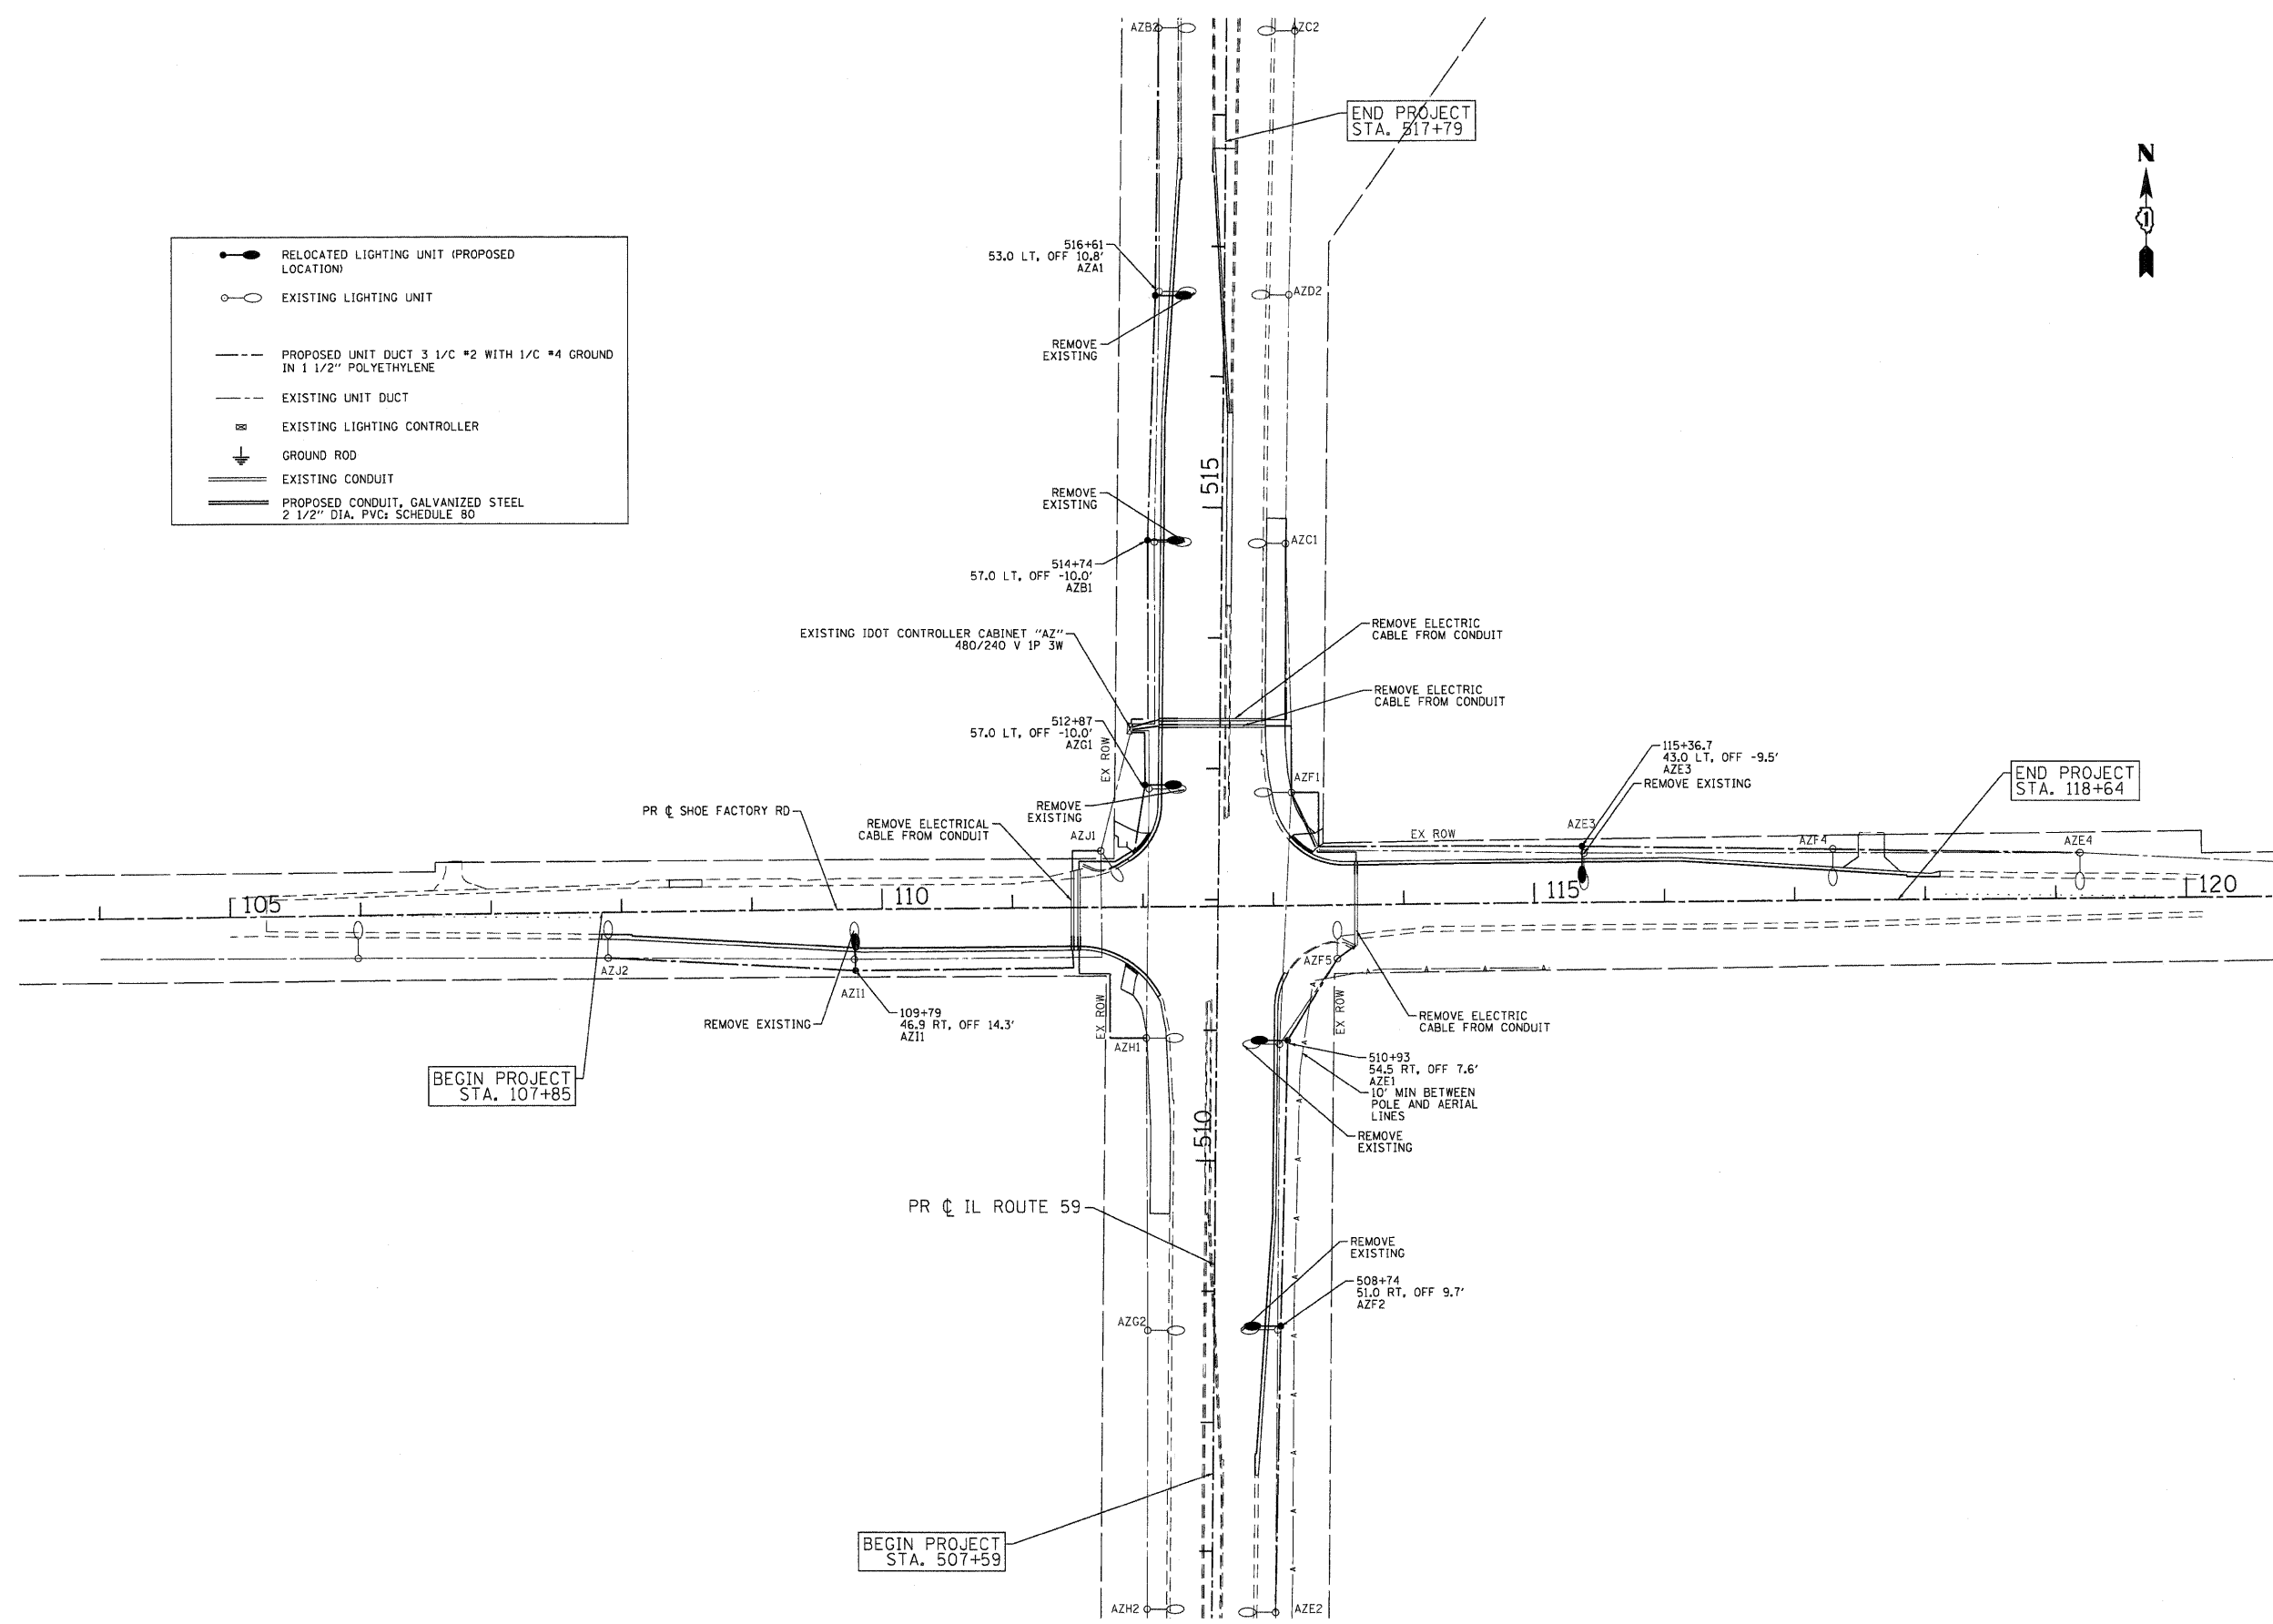 AZB2
AZC2
END PROJECT
STA. 517+79
N
1
RELOCATED LIGHTING UNIT (PROPOSED
LOCATION)
EXISTING LIGHTING UNIT
PROPOSED UNIT DUCT 3 1/C #2 WITH 1/C #4 GROUND
IN 1 1/2" POLYETHYLENE
EXISTING UNIT DUCT
EXISTING LIGHTING CONTROLLER
GROUND ROD
EXISTING CONDUIT
PROPOSED CONDUIT, GALVANIZED STEEL
2 1/2" DIA. PVC: SCHEDULE 80
516+61
53.0 LT, OFF 10.8'
AZA1
AZD2
REMOVE
EXISTING
515
REMOVE
EXISTING
AZC1
514+74
57.0 LT, OFF -10.0'
AZB1
EXISTING IDOT CONTROLLER CABINET "AZ"
480/240 V 1P 3W
REMOVE ELECTRIC
CABLE FROM CONDUIT
REMOVE ELECTRIC
CABLE FROM CONDUIT
512+87
57.0 LT, OFF -10.0'
AZG1
EX ROW
AZF1
115+36.7
43.0 LT, OFF -9.5'
AZE3
REMOVE EXISTING
END PROJECT
STA. 118+64
REMOVE
EXISTING
PR ℄ SHOE FACTORY RD
REMOVE ELECTRICAL
CABLE FROM CONDUIT
AZJ1
EX ROW
AZE3
AZF4
AZE4
105
110
115
120
AZJ2
AZI1
AZF5
REMOVE EXISTING
109+79
46.9 RT, OFF 14.3'
AZI1
EX ROW
EX ROW
REMOVE ELECTRIC
CABLE FROM CONDUIT
AZH1
A
510+93
54.5 RT, OFF 7.6'
AZE1
10' MIN BETWEEN
POLE AND AERIAL
LINES
BEGIN PROJECT
STA. 107+85
510
REMOVE
EXISTING
PR ℄ IL ROUTE 59
REMOVE
EXISTING
508+74
51.0 RT, OFF 9.7'
AZF2
AZG2
BEGIN PROJECT
STA. 507+59
AZH2
AZE2